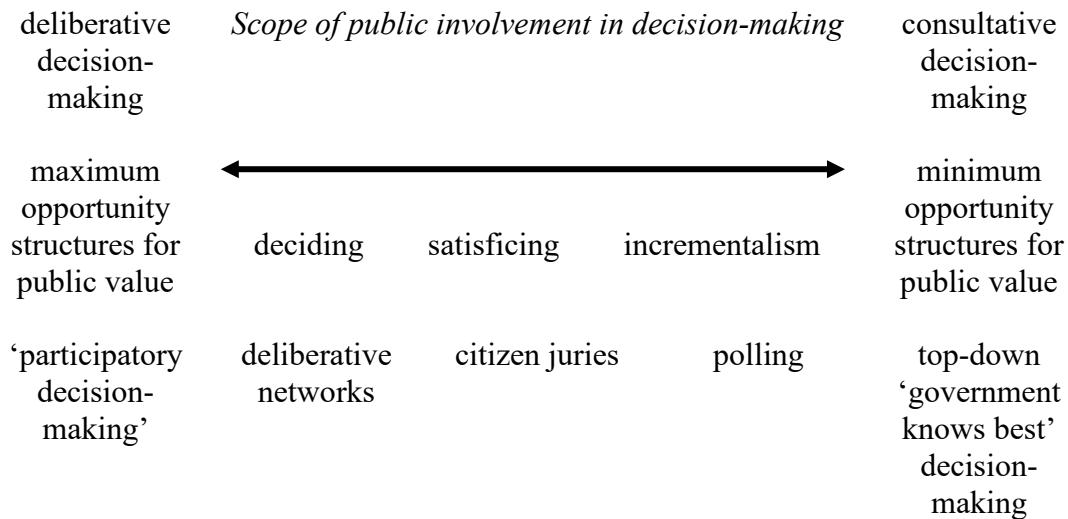 deliberative
decision-
making
Scope of public involvement in decision-making
consultative
decision-
making
maximum
opportunity
structures for
public value
deciding
satisficing
incrementalism
minimum
opportunity
structures for
public value
‘participatory
decision-
making’
deliberative
networks
citizen juries
polling
top-down
‘government
knows best’
decision-
making